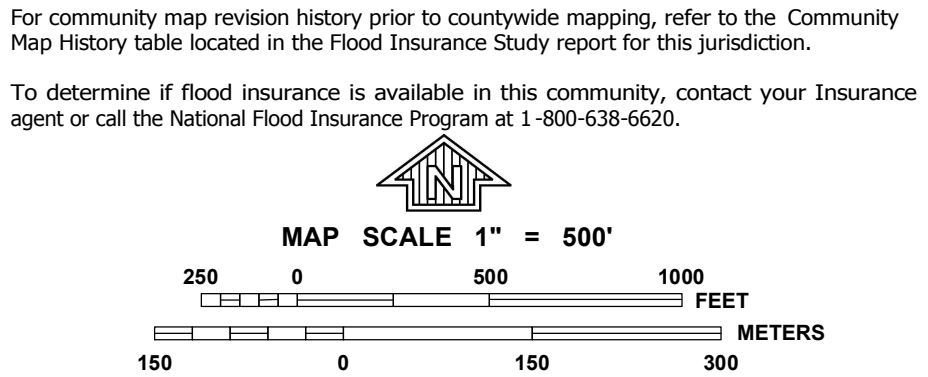 For community map revision history prior to countywide mapping, refer to the Community
Map History table located in the Flood Insurance Study report for this jurisdiction.
To determine if flood insurance is available in this community, contact your Insurance
agent or call the National Flood Insurance Program at 1-800-638-6620.
N
MAP SCALE 1" = 500'
250 0 500 1000
FEET
METERS
150 0 150 300